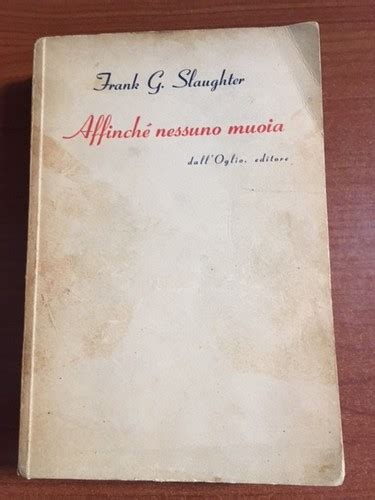 Frank G. Slaughter
Affinché nessuno muoia
dall'Oglio, editore